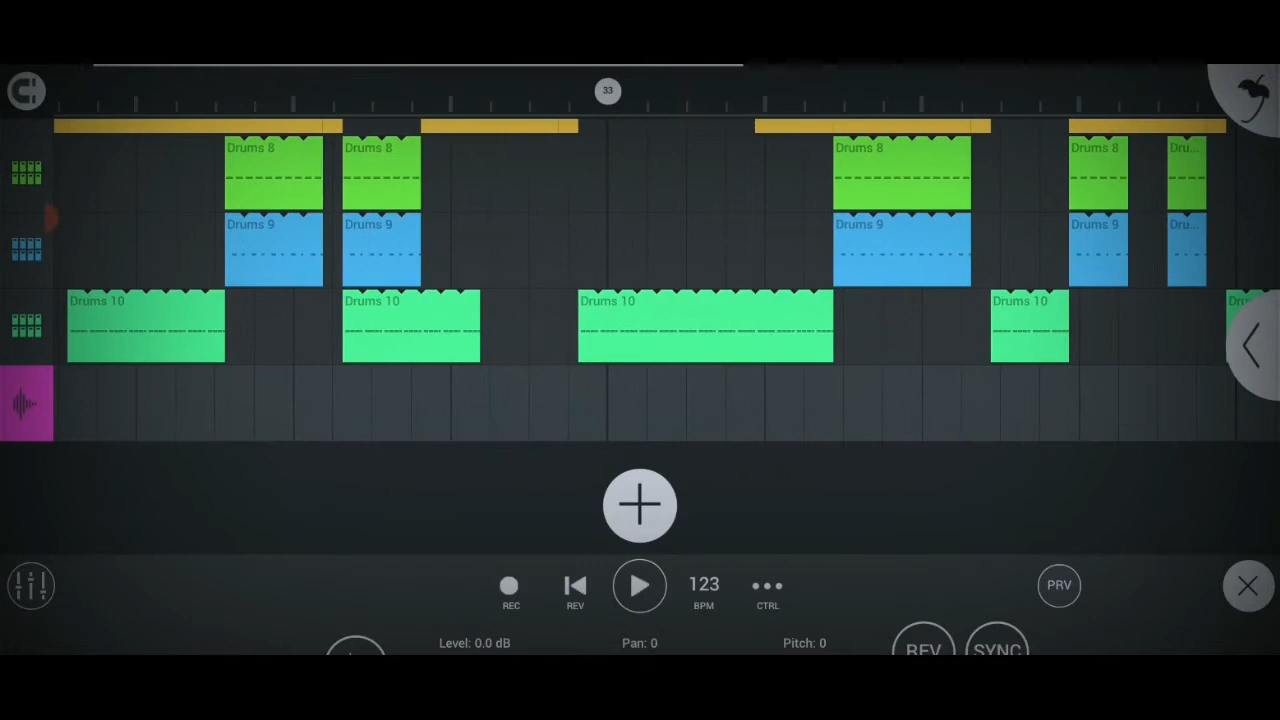 33
Drums 8 Drums 8 Drums 8 Drums 8 Dru...
Drums 9 Drums 9 Drums 9 Drums 9 Dru...
Drums 10 Drums 10 Drums 10 Drums 10 Dru
123 PRV
REC REV BPM CTRL
Level: 0.0 dB Pan: 0 Pitch: 0 REV SYNC